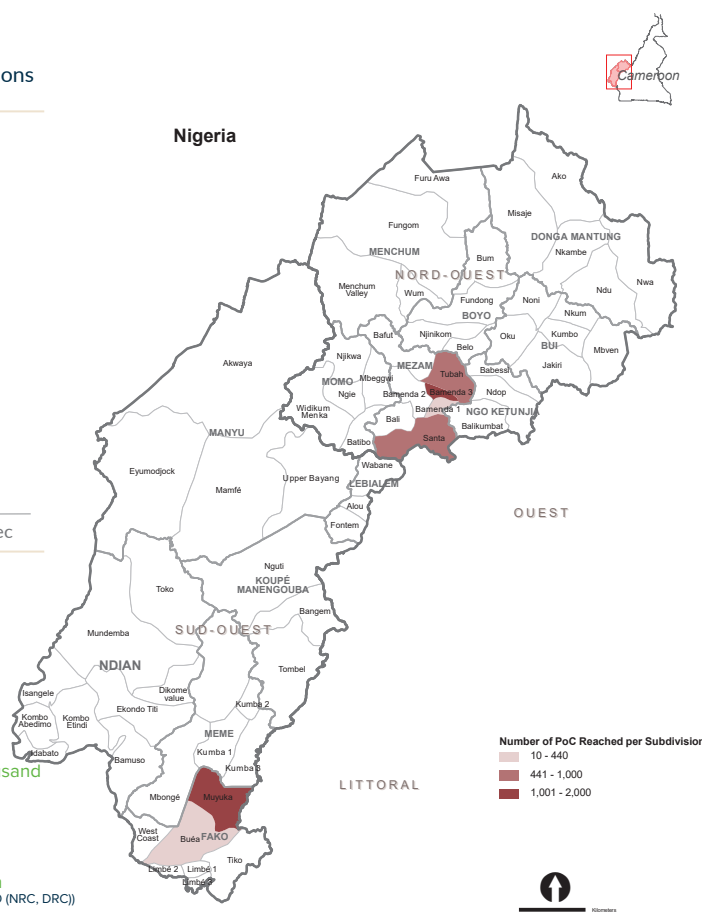 ons
Cameroon
Nigeria
Furu Awa
Ako
Misaje
Fungom
DONGA MANTUNG
MENCHUM
Nkambe
Bum
NORD-OUEST
Nwa
Menchum
Valley
Wum
Ndu
Fundong
Noni
BOYO
Nkum
Bafut
Njinikom
Oku
Kumbo
BUI
Belo
Mbven
Njikwa
Akwaya
MEZAM
Jakiri
Tubah
Babessi
MOMO
Mbeggwi
Ngie
Bamenda 2
Bamenda 3
Ndop
Widikum
Menka
Bamenda 1
NGO KETUNJIA
Bali
Balikumbat
MANYU
Batibo
Santa
Wabane
Eyumodjock
Upper Bayang
LEBIALEM
Mamfé
Alou
OUEST
Fontem
ec
Nguti
KOUPÉ
MANENGOUBA
Toko
Bangem
Mundemba
SUD-OUEST
NDIAN
Tombel
Isangele
Dikome
value
Kumba 2
Ekondo Titi
Kombo
Abedimo
Kombo
Etindi
MEME
Number of PoC Reached per Subdivision
Idabato
Kumba 1
10 - 440
Bamuso
Kumba 3
sand
441 - 1,000
LITTORAL
1,001 - 2,000
Mbongé
Muyuka
West
Coast
Buéa
FAKO
Tiko
Limbé 2
Limbé 1
Limbé 3
(NRC, DRC))
Kilometers